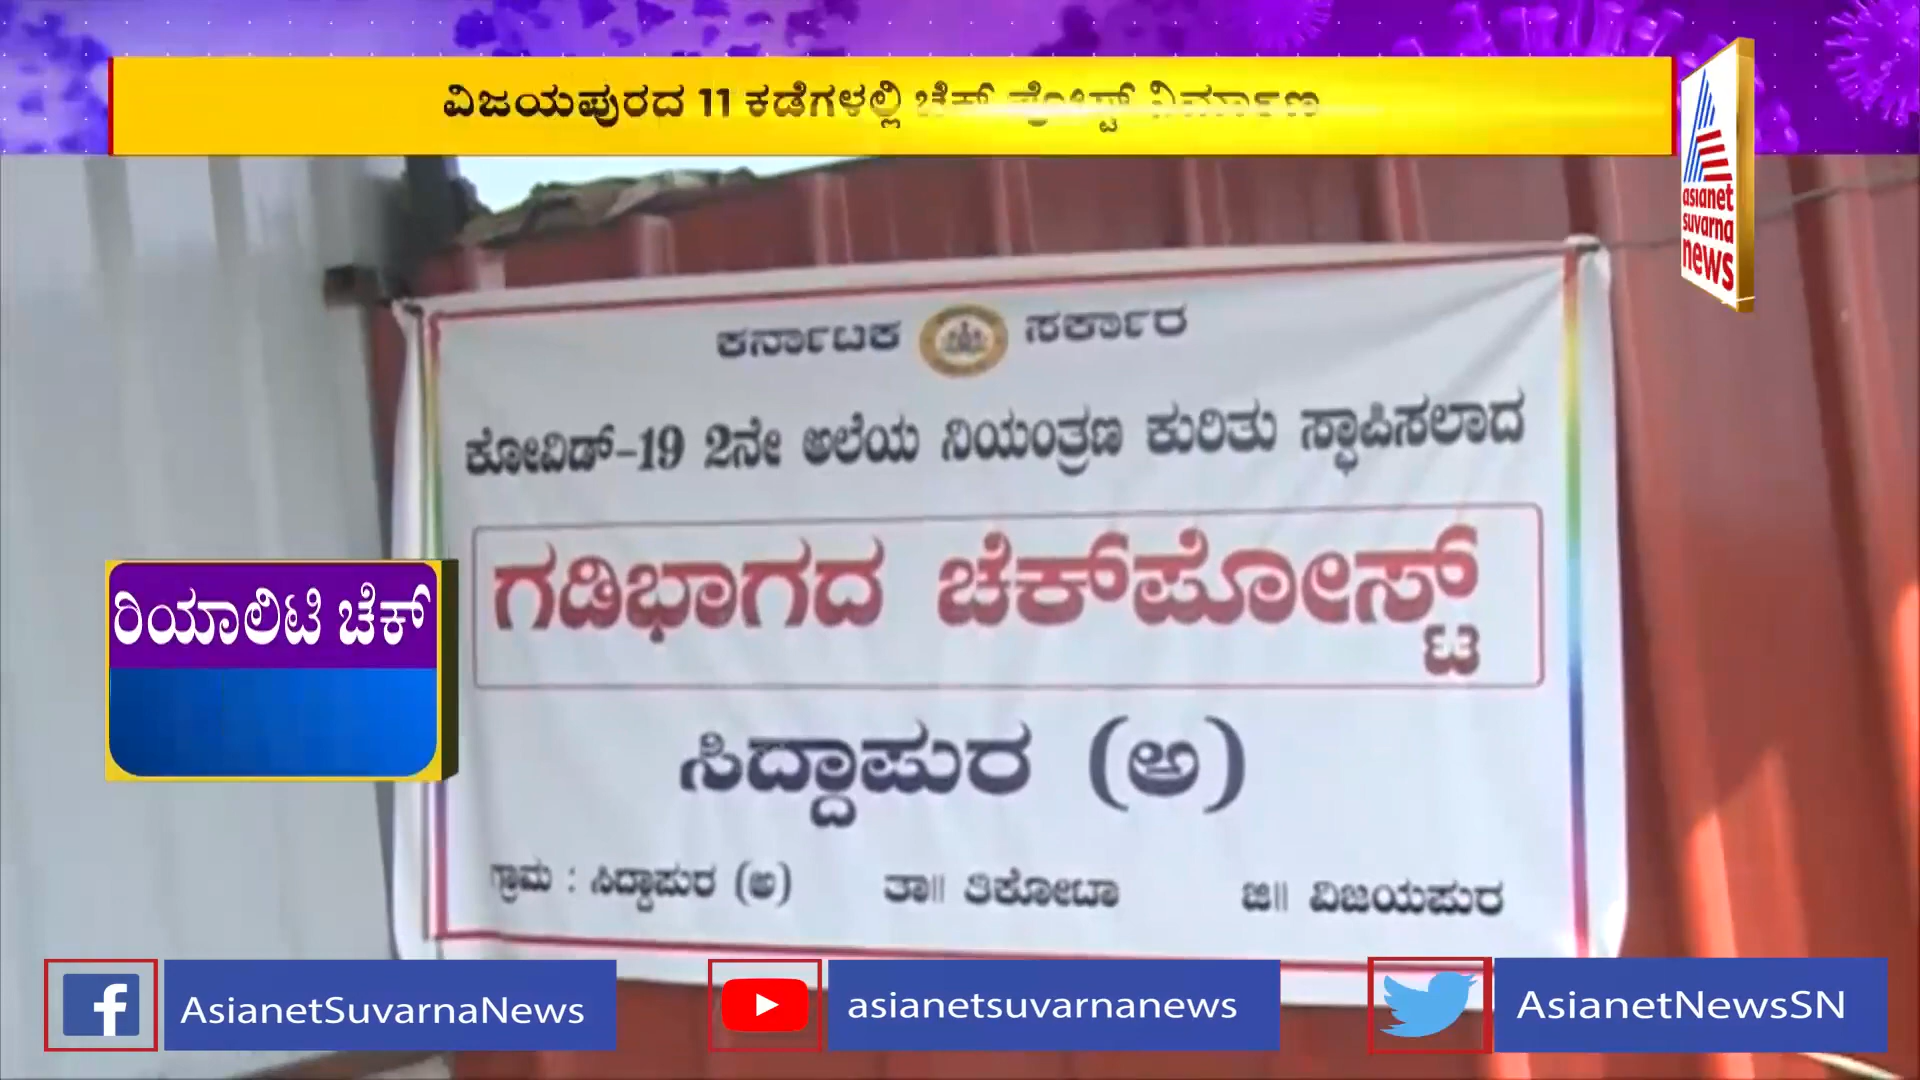 ವಿಜಯಪುರದ 11 ಕಡೆಗಳಲ್ಲಿ ಚೆಕ್ ಪೋಸ್ಟ್ ನಿರ್ಮಾಣ
asianet
suvarna
news
ಕರ್ನಾಟಕ ಸರ್ಕಾರ
ಕೋವಿಡ್-19 2ನೇ ಅಲೆಯ ನಿಯಂತ್ರಣ ಕುರಿತು ಸ್ಥಾಪಿಸಲಾದ
ಗಡಿಭಾಗದ ಚೆಕ್‌ಪೋಸ್ಟ್
ರಿಯಾಲಿಟಿ ಚೆಕ್
ಸಿದ್ದಾಪುರ (ಅ)
ಗ್ರಾಮ : ಸಿದ್ದಾಪುರ (ಅ) ತಾ|| ತಿಕೋಟಾ ಜಿ|| ವಿಜಯಪುರ
AsianetSuvarnaNews asianetsuvarnanews AsianetNewsSN